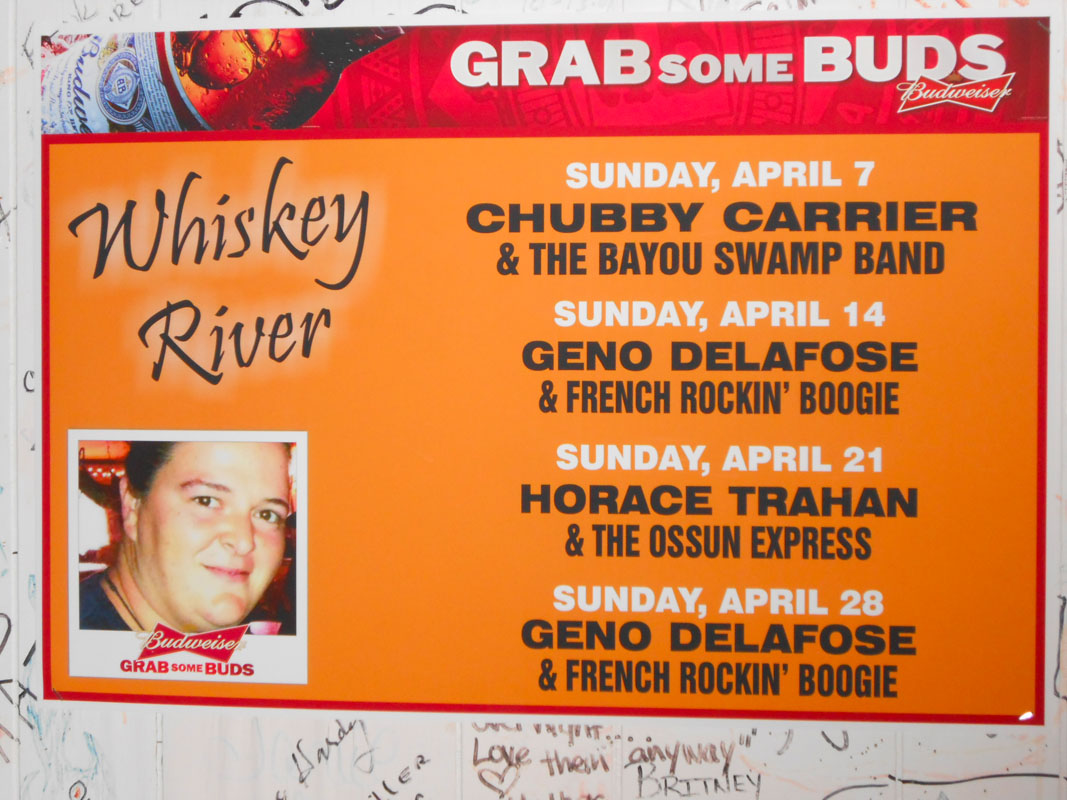 GRAB SOME BUDS
Budweiser
Whiskey
River
SUNDAY, APRIL 7
CHUBBY CARRIER
& THE BAYOU SWAMP BAND
SUNDAY, APRIL 14
GENO DELAFOSE
& FRENCH ROCKIN' BOOGIE
SUNDAY, APRIL 21
HORACE TRAHAN
& THE OSSUN EXPRESS
SUNDAY, APRIL 28
GENO DELAFOSE
& FRENCH ROCKIN' BOOGIE
Budweiser
GRAB SOME BUDS
Love them anyway"
BRITNEY